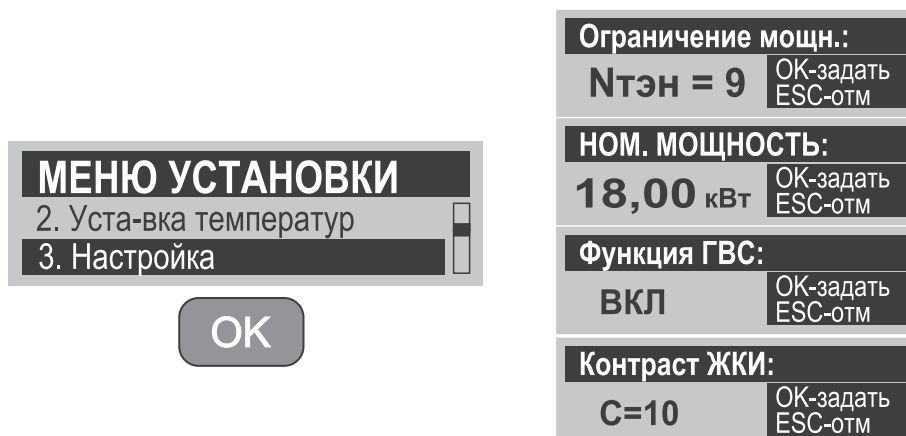 МЕНЮ УСТАНОВКИ
2. Уста-вка температур
3. Настройка
OK
Ограничение мощн.:
Nтэн = 9
OK-задать
ESC-отм
НОМ. МОЩНОСТЬ:
18,00 кВт
OK-задать
ESC-отм
Функция ГВС:
ВКЛ
OK-задать
ESC-отм
Контраст ЖКИ:
C=10
OK-задать
ESC-отм